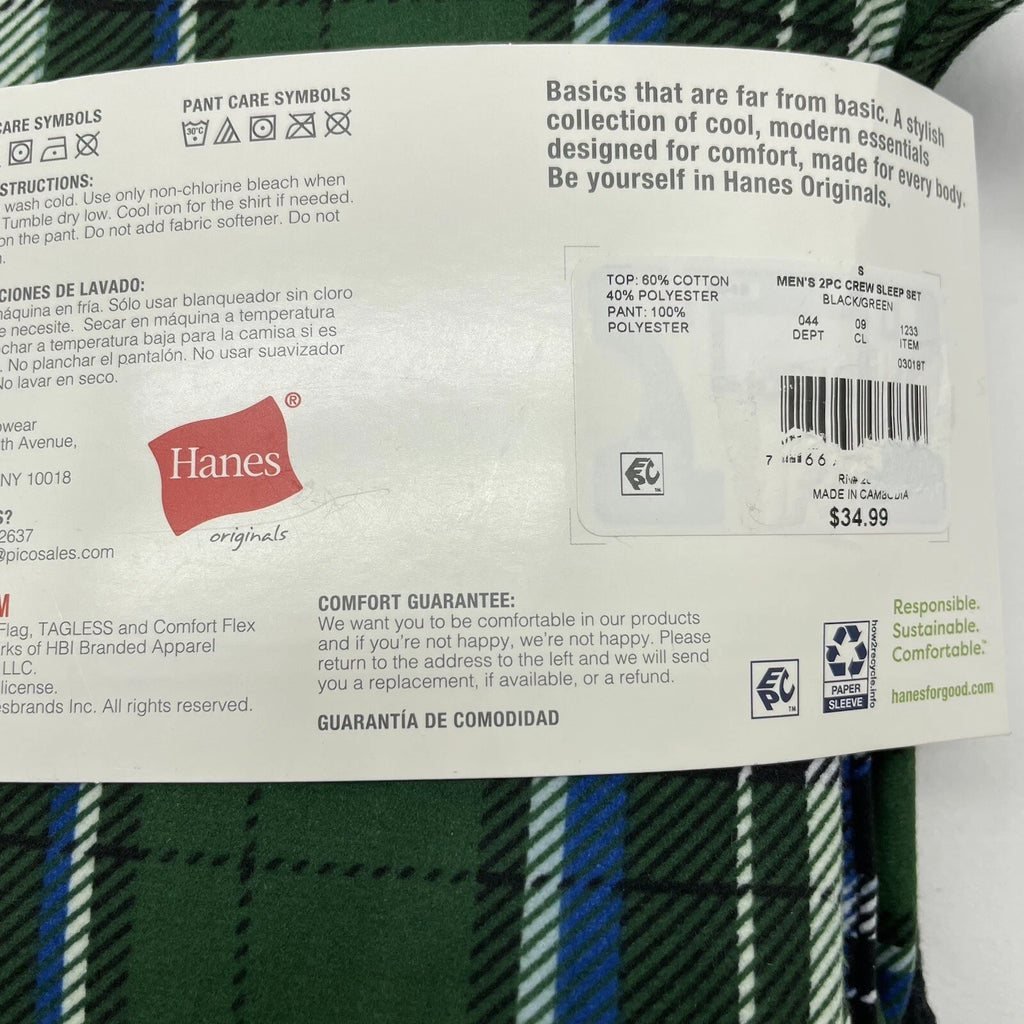 CARE SYMBOLS
PANT CARE SYMBOLS
30°C
STRUCTIONS:
wash cold. Use only non-chlorine bleach when
Tumble dry low. Cool iron for the shirt if needed.
on the pant. Do not add fabric softener. Do not
CIONES DE LAVADO:
máquina en fría. Sólo usar blanqueador sin cloro
e necesite. Secar en máquina a temperatura
char a temperatura baja para la camisa si es
. No planchar el pantalón. No usar suavizador
No lavar en seco.
wear
th Avenue,
NY 10018
S?
2637
@picosales.com
M
Flag, TAGLESS and Comfort Flex
rks of HBI Branded Apparel
LLC.
license.
esbrands Inc. All rights reserved.
Hanes®
originals
COMFORT GUARANTEE:
We want you to be comfortable in our products
and if you're not happy, we're not happy. Please
return to the address to the left and we will send
you a replacement, if available, or a refund.
GUARANTÍA DE COMODIDAD
Basics that are far from basic. A stylish
collection of cool, modern essentials
designed for comfort, made for every body.
Be yourself in Hanes Originals.
TOP: 60% COTTON
40% POLYESTER
PANT: 100%
POLYESTER
S
MEN'S 2PC CREW SLEEP SET
BLACK/GREEN
044 09 1233
DEPT CL ITEM
03018T
7 66
MADE IN CAMBODIA
$34.99
EPC™
EPC™
PAPER
SLEEVE
how2recycle.info
Responsible.
Sustainable.
Comfortable.™
hanesforgood.com